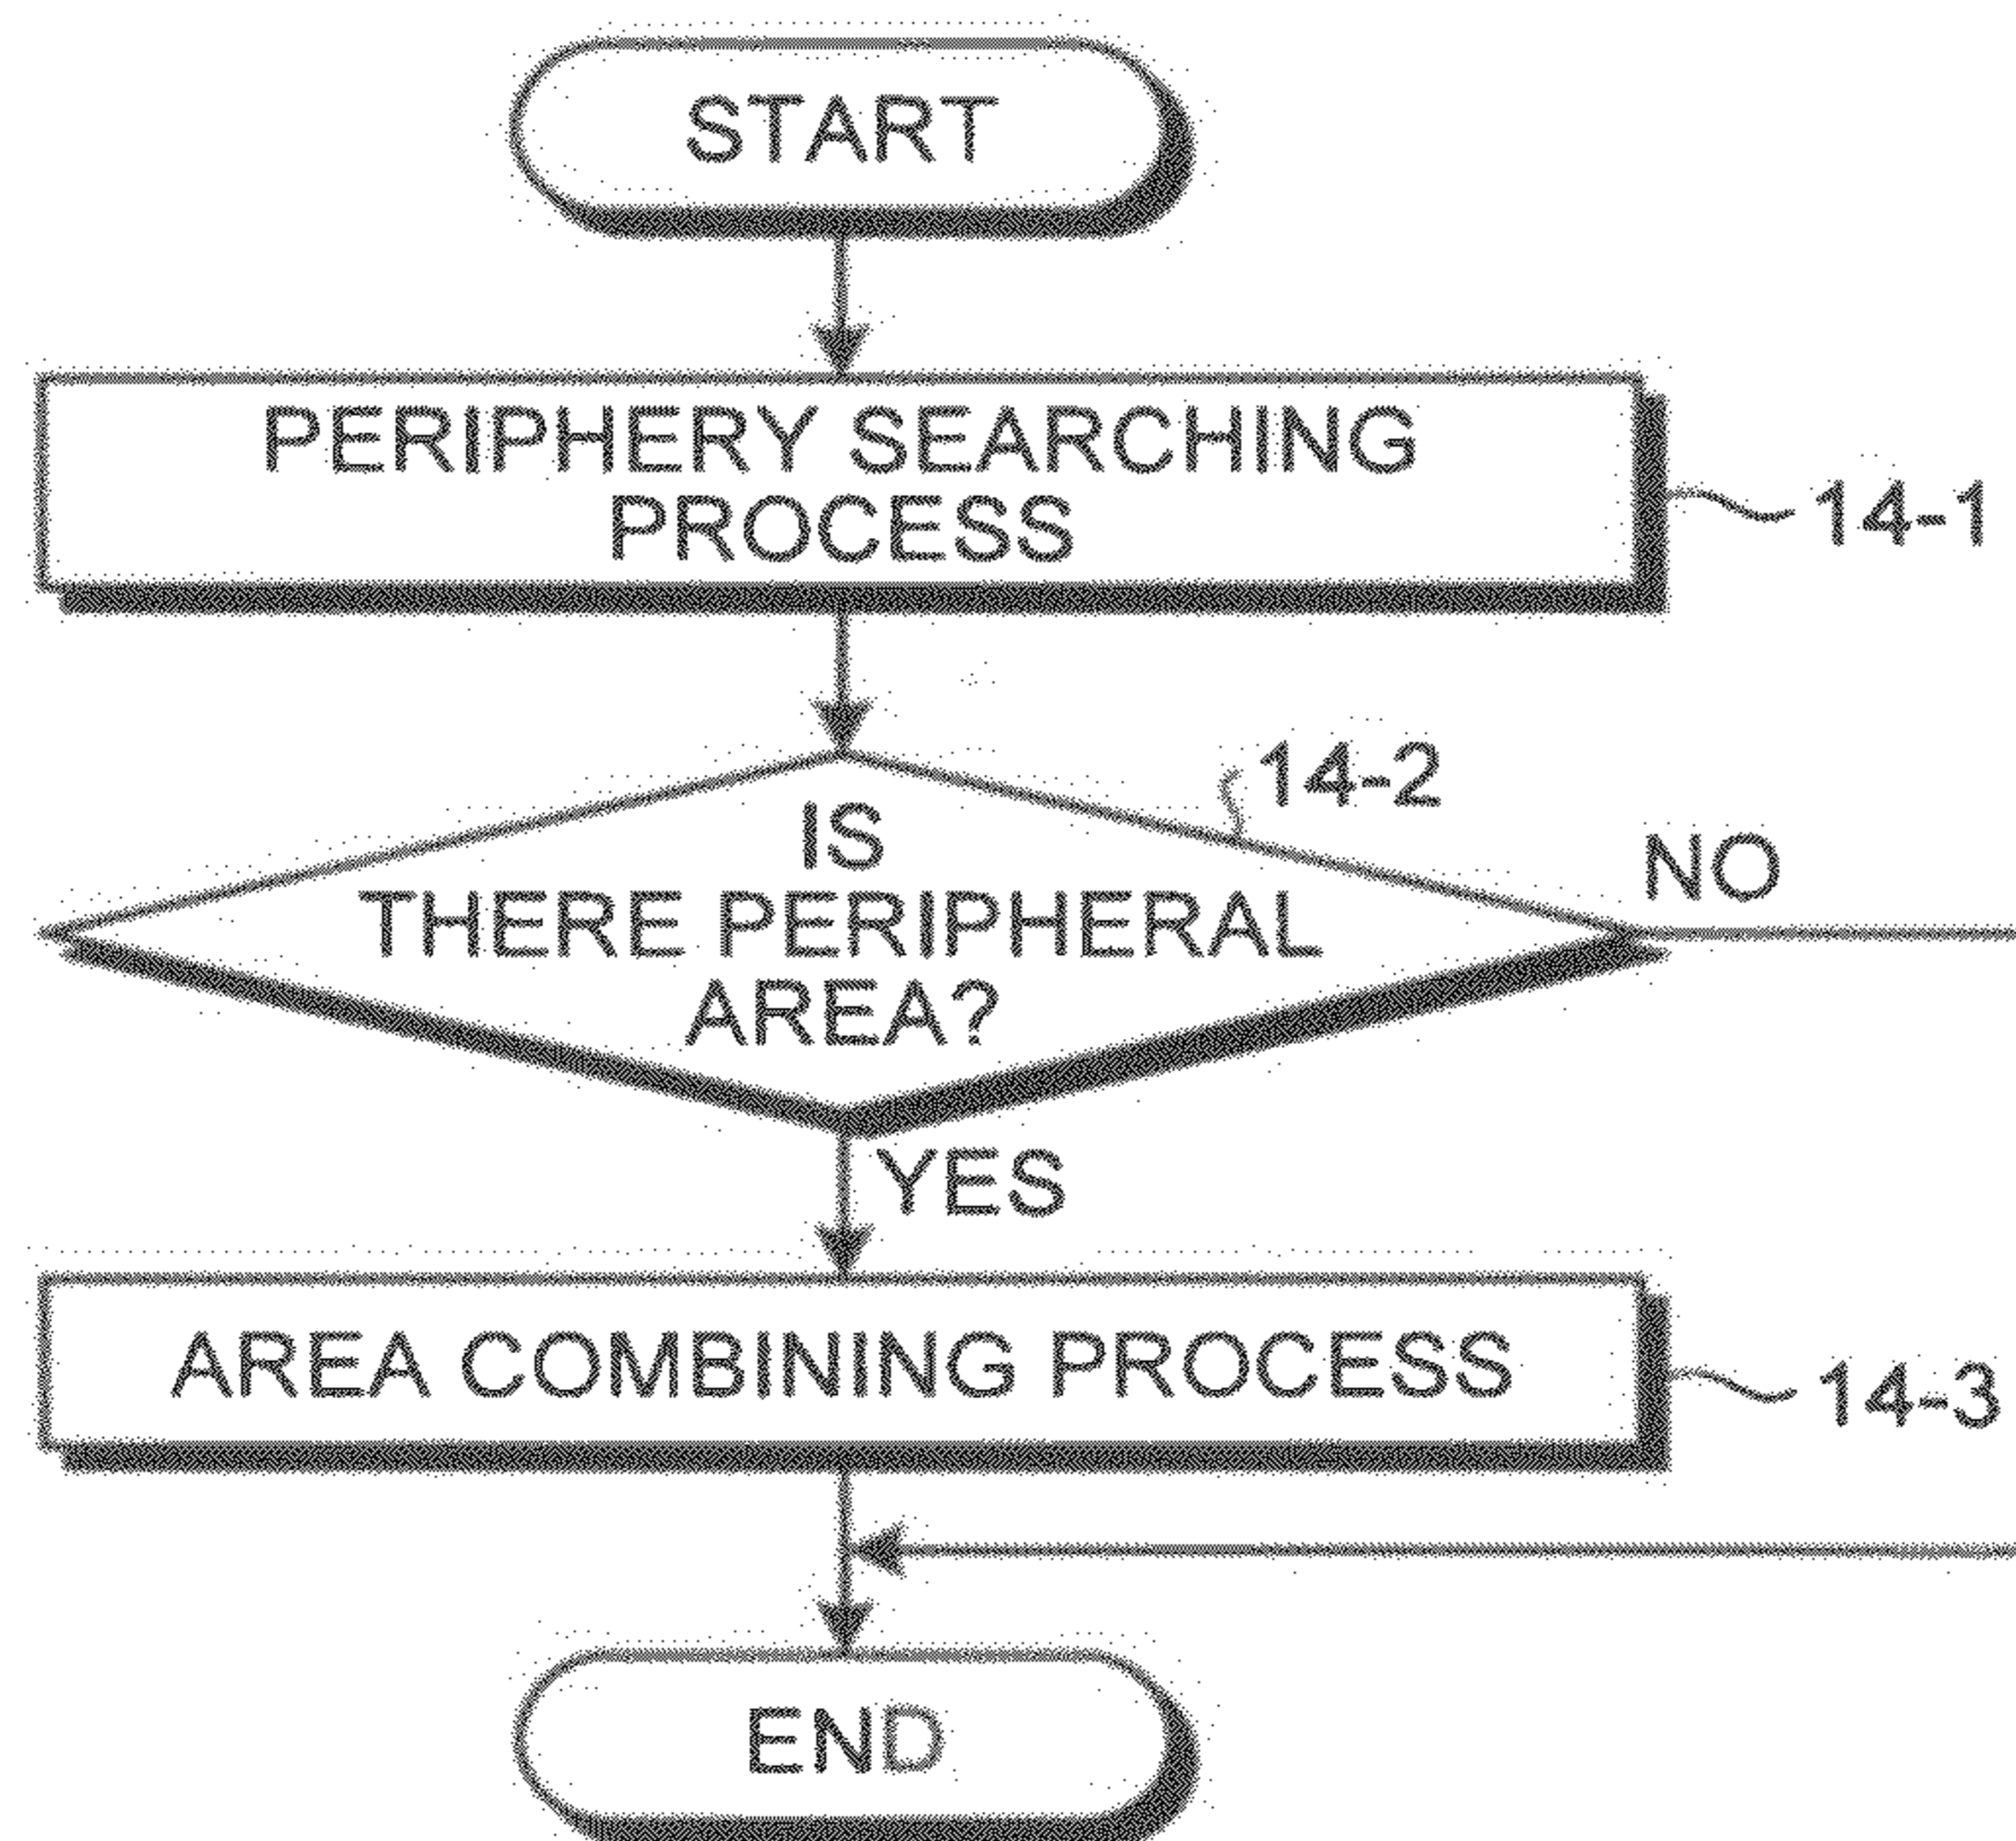 START
PERIPHERY SEARCHING
PROCESS
14-1
14-2
IS
THERE PERIPHERAL
AREA?
NO
YES
AREA COMBINING PROCESS
14-3
END